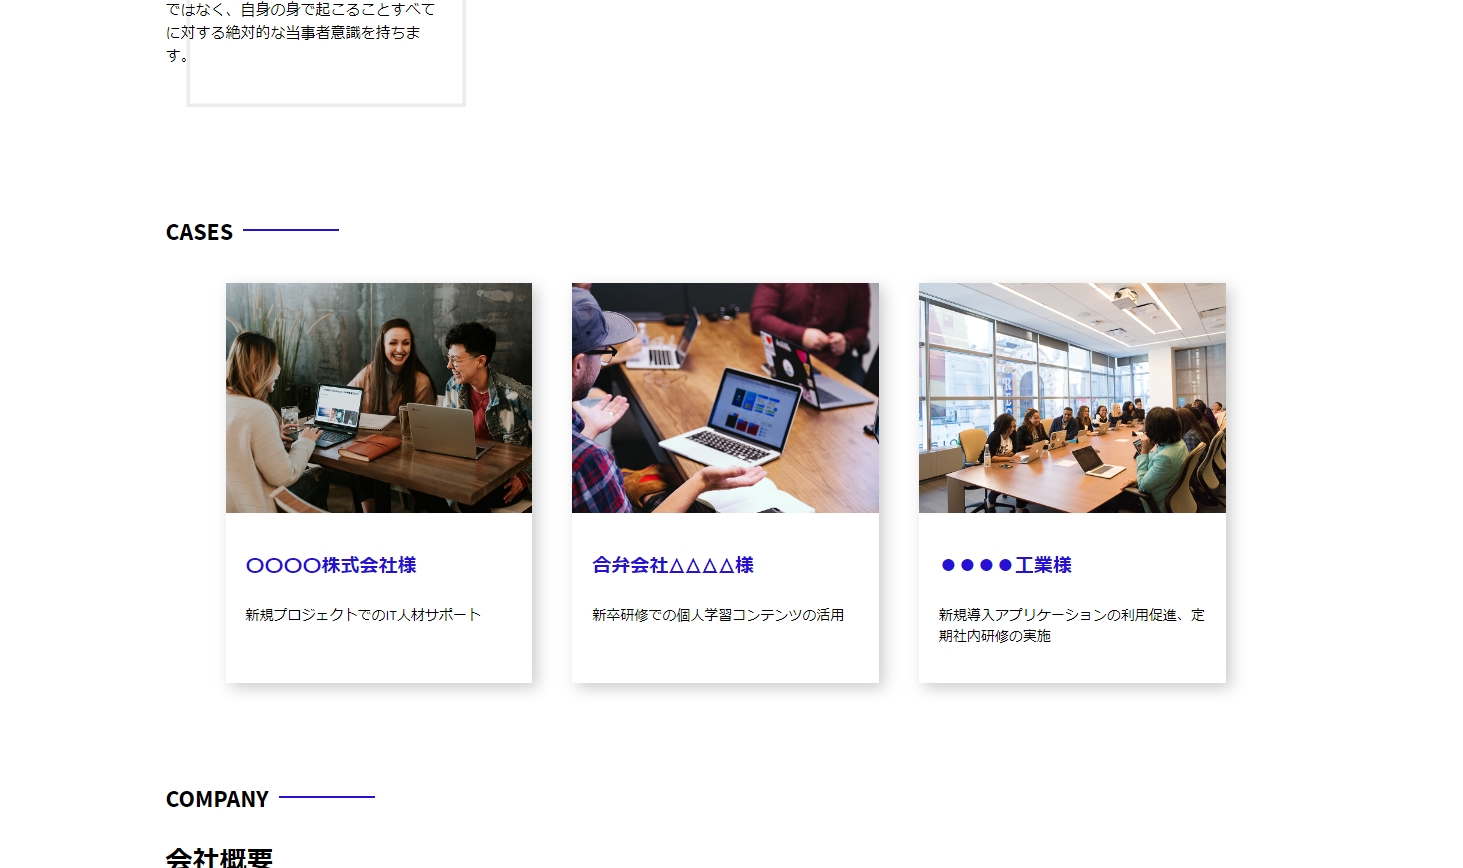 ではなく、自身の身で起こることすべて
に対する絶対的な当事者意識を持ちま
す。
CASES
〇〇〇〇株式会社様
新規プロジェクトでのIT人材サポート
合弁会社△△△△様
新卒研修での個人学習コンテンツの活用
●●●●工業様
新規導入アプリケーションの利用促進、定
期社内研修の実施
COMPANY
会社概要